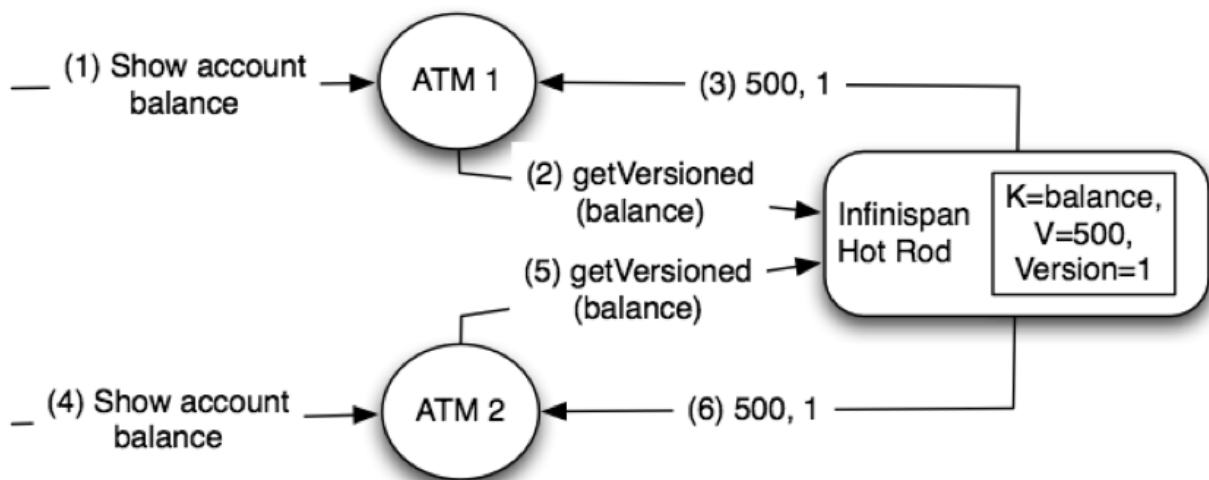 (1) Show account
balance
ATM 1
(3) 500, 1
(2) getVersioned
(balance)
Infinispan
Hot Rod
K=balance,
V=500,
Version=1
(5) getVersioned
(balance)
(4) Show account
balance
ATM 2
(6) 500, 1